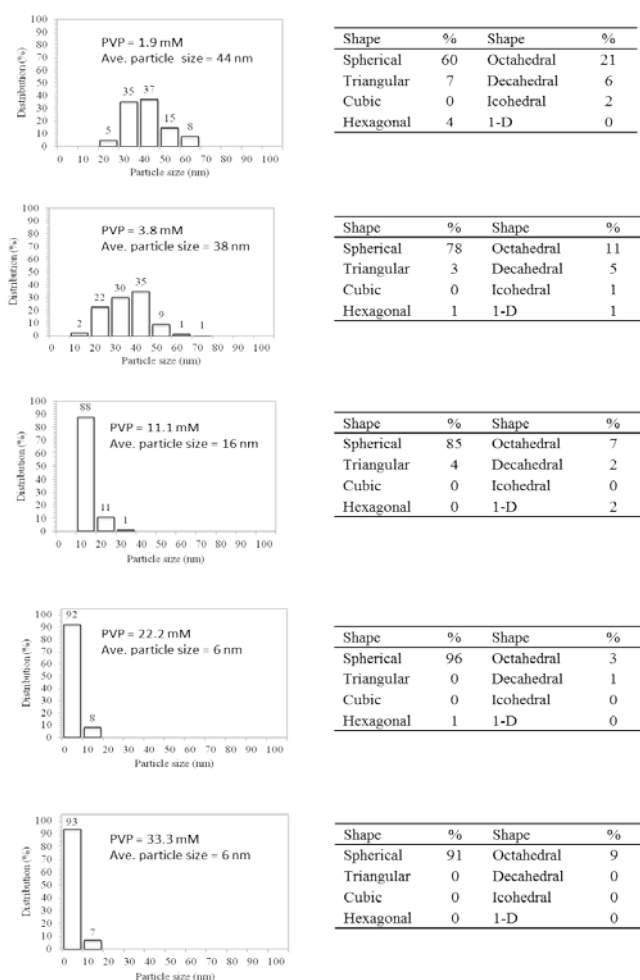 PVP = 1.9 mM
Ave. particle size = 44 nm
Distribution (%)
100
90
80
70
60
50
40
30
20
10
0
5 35 37 15 8
0 10 20 30 40 50 60 70 80 90 100
Particle size (nm)
Shape % Shape %
Spherical 60 Octahedral 21
Triangular 7 Decahedral 6
Cubic 0 Icohedral 2
Hexagonal 4 1-D 0
PVP = 3.8 mM
Ave. particle size = 38 nm
Distribution (%)
100
90
80
70
60
50
40
30
20
10
0
2 22 30 35 9 1 1
0 10 20 30 40 50 60 70 80 90 100
Particle size (nm)
Shape % Shape %
Spherical 78 Octahedral 11
Triangular 3 Decahedral 5
Cubic 0 Icohedral 1
Hexagonal 1 1-D 1
PVP = 11.1 mM
Ave. particle size = 16 nm
Distribution (%)
100
90
80
70
60
50
40
30
20
10
0
88 11 1
0 10 20 30 40 50 60 70 80 90 100
Particle size (nm)
Shape % Shape %
Spherical 85 Octahedral 7
Triangular 4 Decahedral 2
Cubic 0 Icohedral 0
Hexagonal 0 1-D 2
PVP = 22.2 mM
Ave. particle size = 6 nm
Distribution (%)
100
90
80
70
60
50
40
30
20
10
0
92 8
0 10 20 30 40 50 60 70 80 90 100
Particle size (nm)
Shape % Shape %
Spherical 96 Octahedral 3
Triangular 0 Decahedral 1
Cubic 0 Icohedral 0
Hexagonal 1 1-D 0
PVP = 33.3 mM
Ave. particle size = 6 nm
Distribution (%)
100
90
80
70
60
50
40
30
20
10
0
93 7
0 10 20 30 40 50 60 70 80 90 100
Particle size (nm)
Shape % Shape %
Spherical 91 Octahedral 9
Triangular 0 Decahedral 0
Cubic 0 Icohedral 0
Hexagonal 0 1-D 0